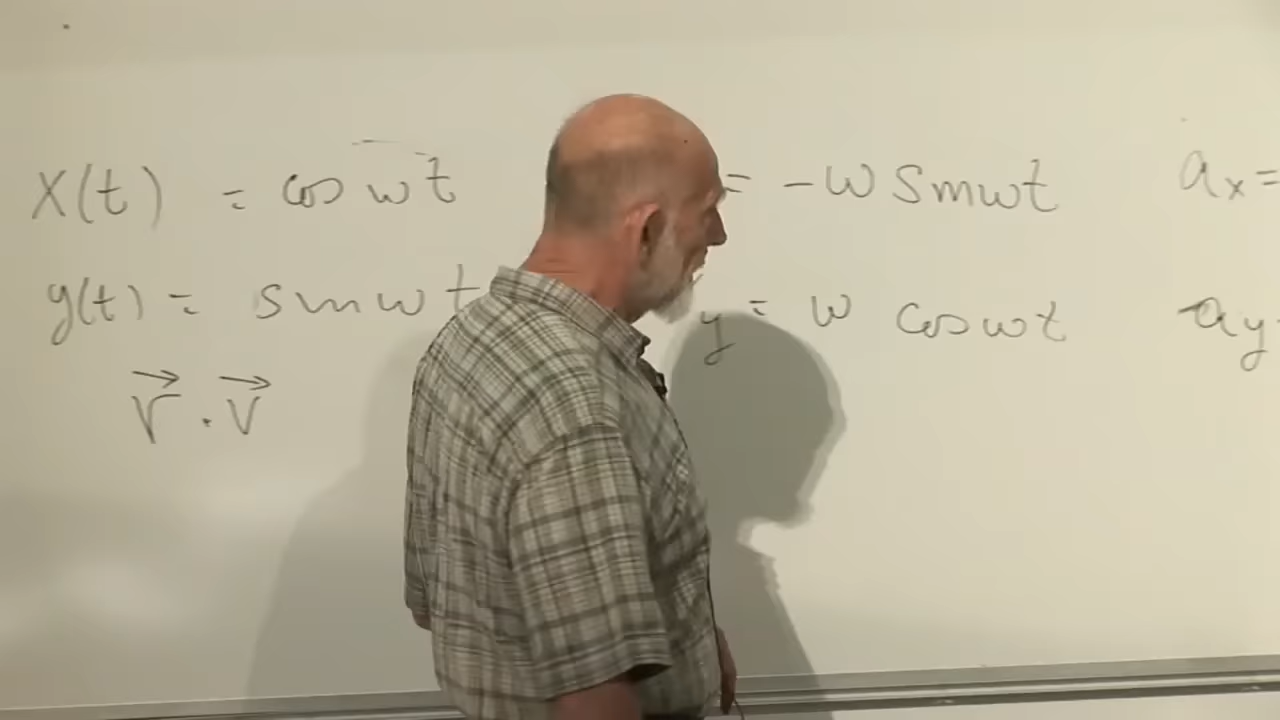 x(t) = cos ωt = -ω sin ωt ax =
y(t) = sin ωt y = ω cos ωt ay
r⃗ · v⃗